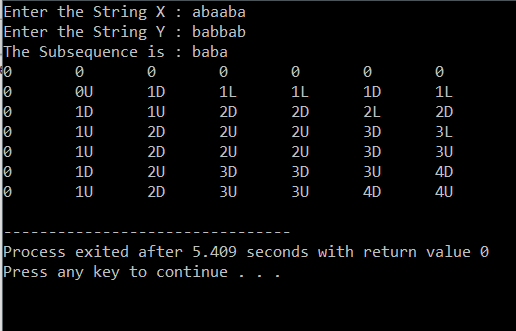 Enter the String X : abaaba
Enter the String Y : babbab
The Subsequence is : baba
0 0 0 0 0 0 0
0 0U 1D 1L 1L 1D 1L
0 1D 1U 2D 2D 2L 2D
0 1U 2D 2U 2U 3D 3L
0 1U 2D 2U 2U 3D 3U
0 1D 2U 3D 3D 3U 4D
0 1U 2D 3U 3U 4D 4U
--------------------------------
Process exited after 5.409 seconds with return value 0
Press any key to continue . . .